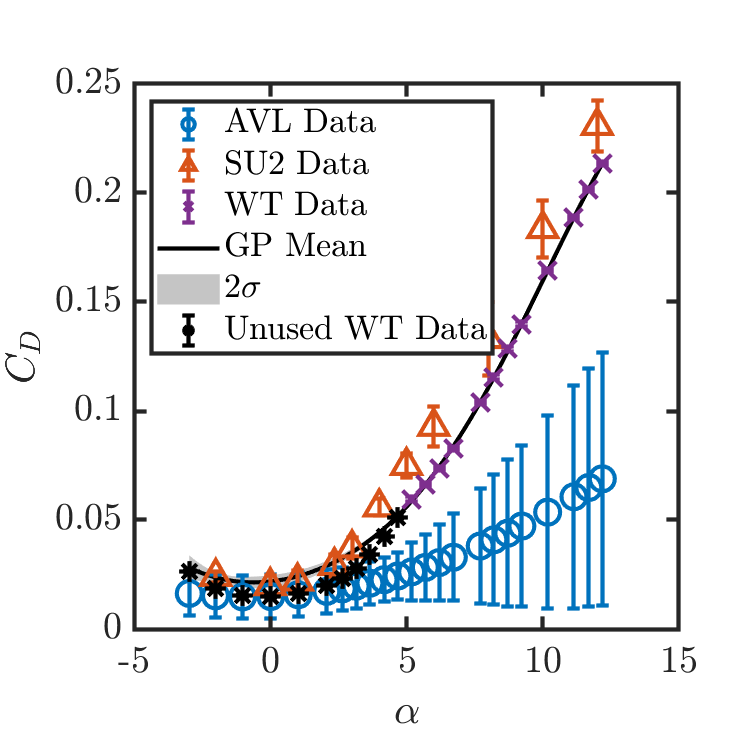 0.25
0.2
0.15
0.1
0.05
0
-5
0
5
10
15
C_D
α
AVL Data
SU2 Data
WT Data
GP Mean
2σ
Unused WT Data